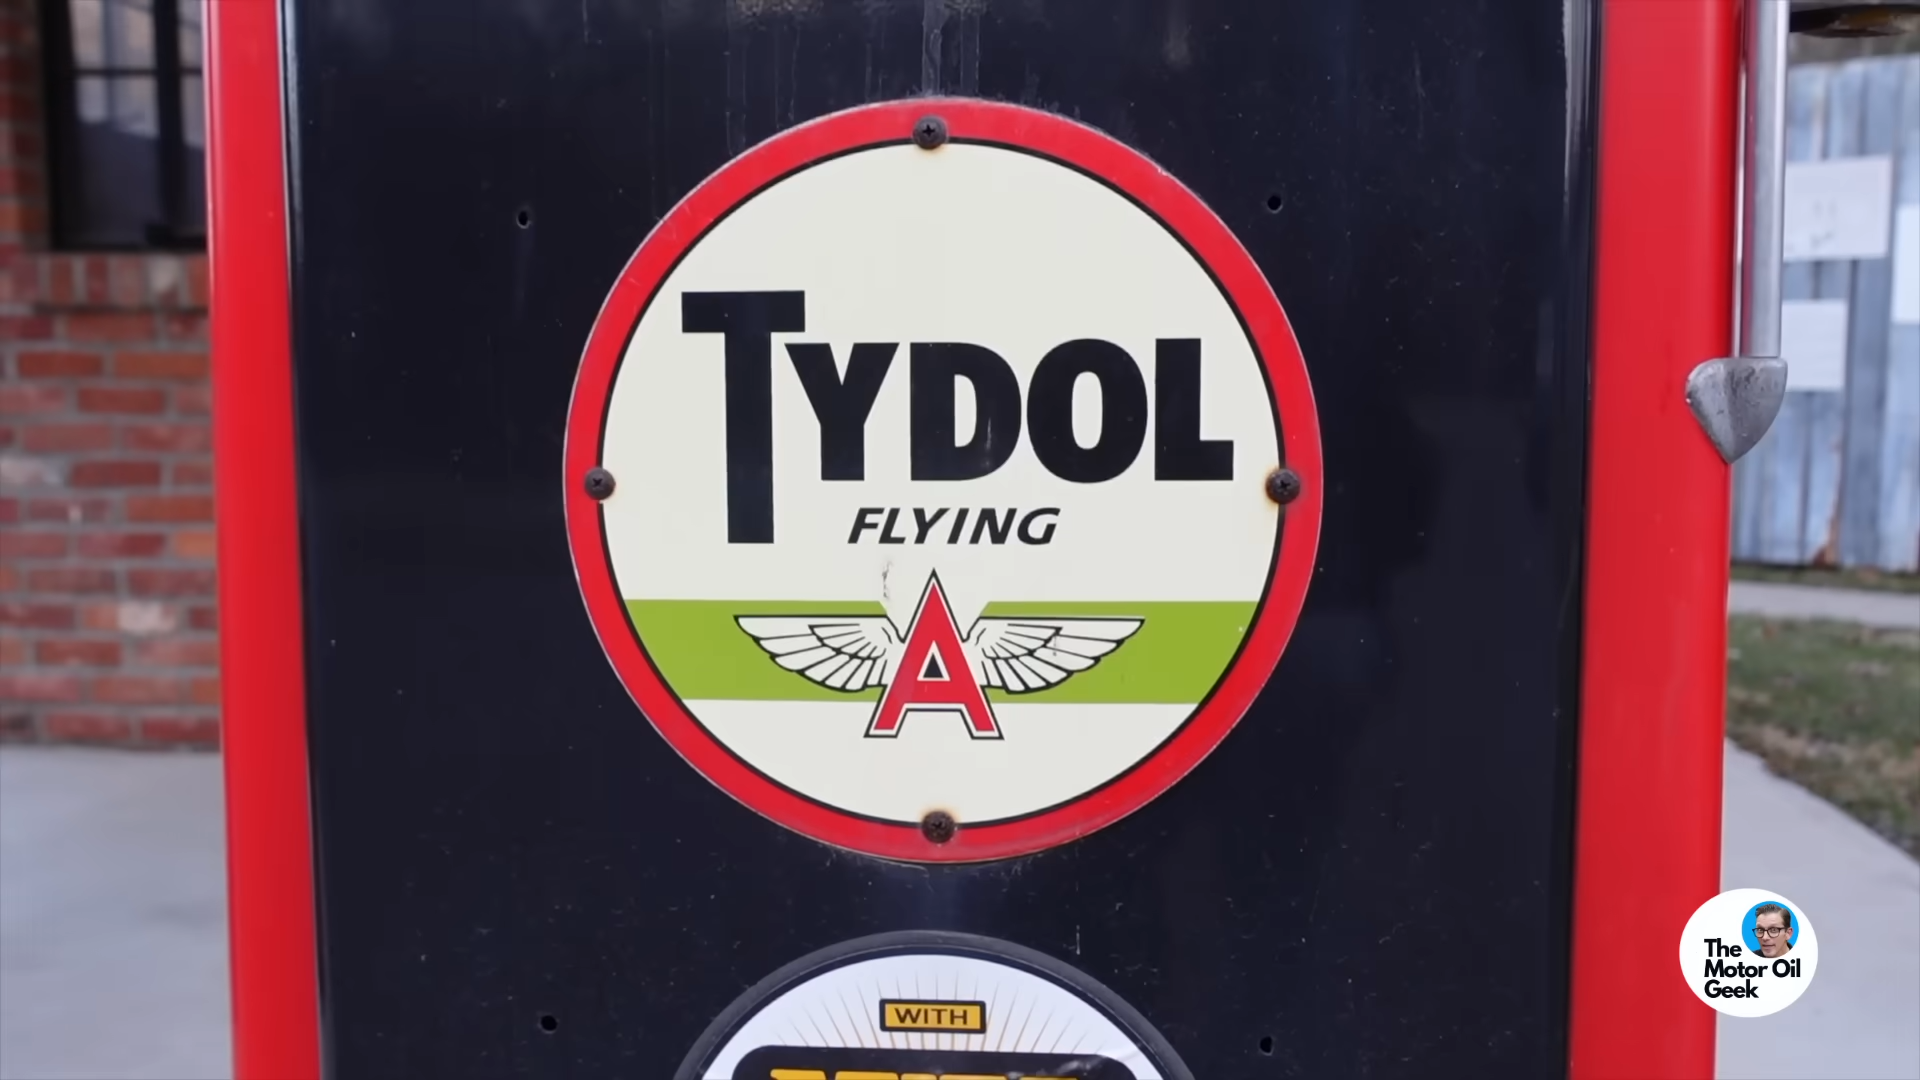 TYDOL
FLYING
A
WITH
The
Motor Oil
Geek